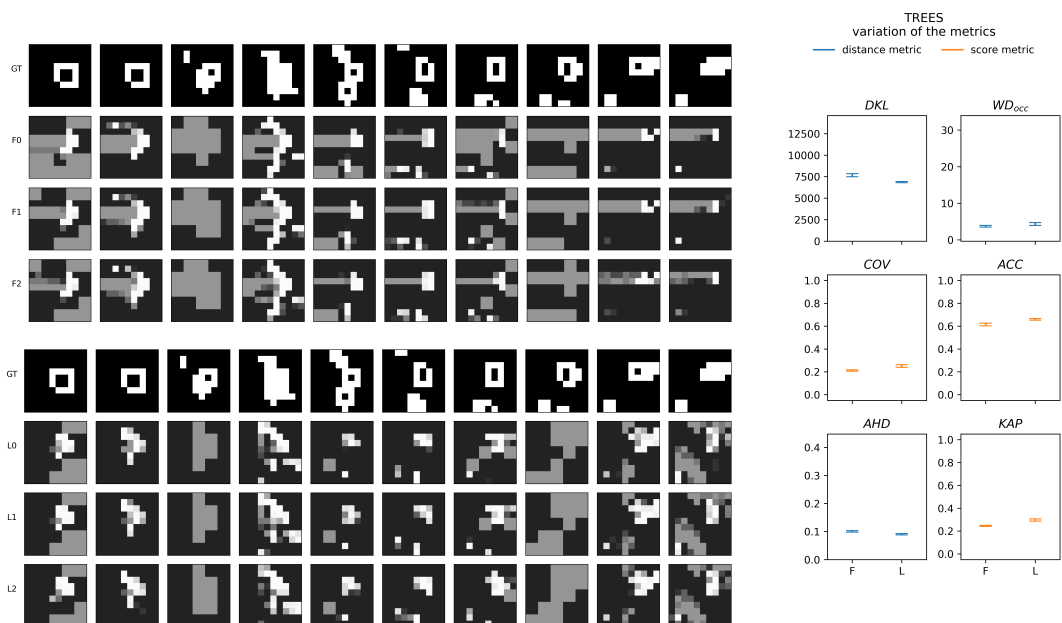 TREES
variation of the metrics
distance metric
score metric
GT
F0
F1
F2
GT
L0
L1
L2
DKL
12500
10000
7500
5000
2500
0
WDocc
30
20
10
0
COV
1.0
0.8
0.6
0.4
0.2
0.0
ACC
1.0
0.8
0.6
0.4
0.2
0.0
AHD
0.4
0.3
0.2
0.1
0.0
F
L
KAP
1.0
0.8
0.6
0.4
0.2
0.0
F
L